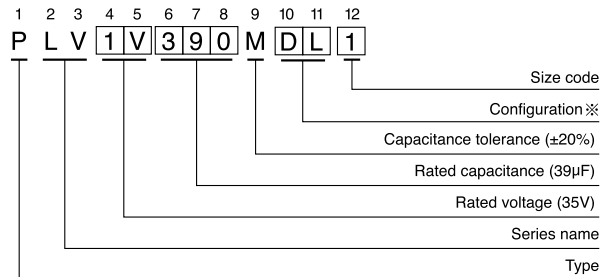 1 2 3 4 5 6 7 8 9 10 11 12
P L V 1 V 3 9 0 M D L 1
Size code
Configuration※
Capacitance tolerance (±20%)
Rated capacitance (39µF)
Rated voltage (35V)
Series name
Type